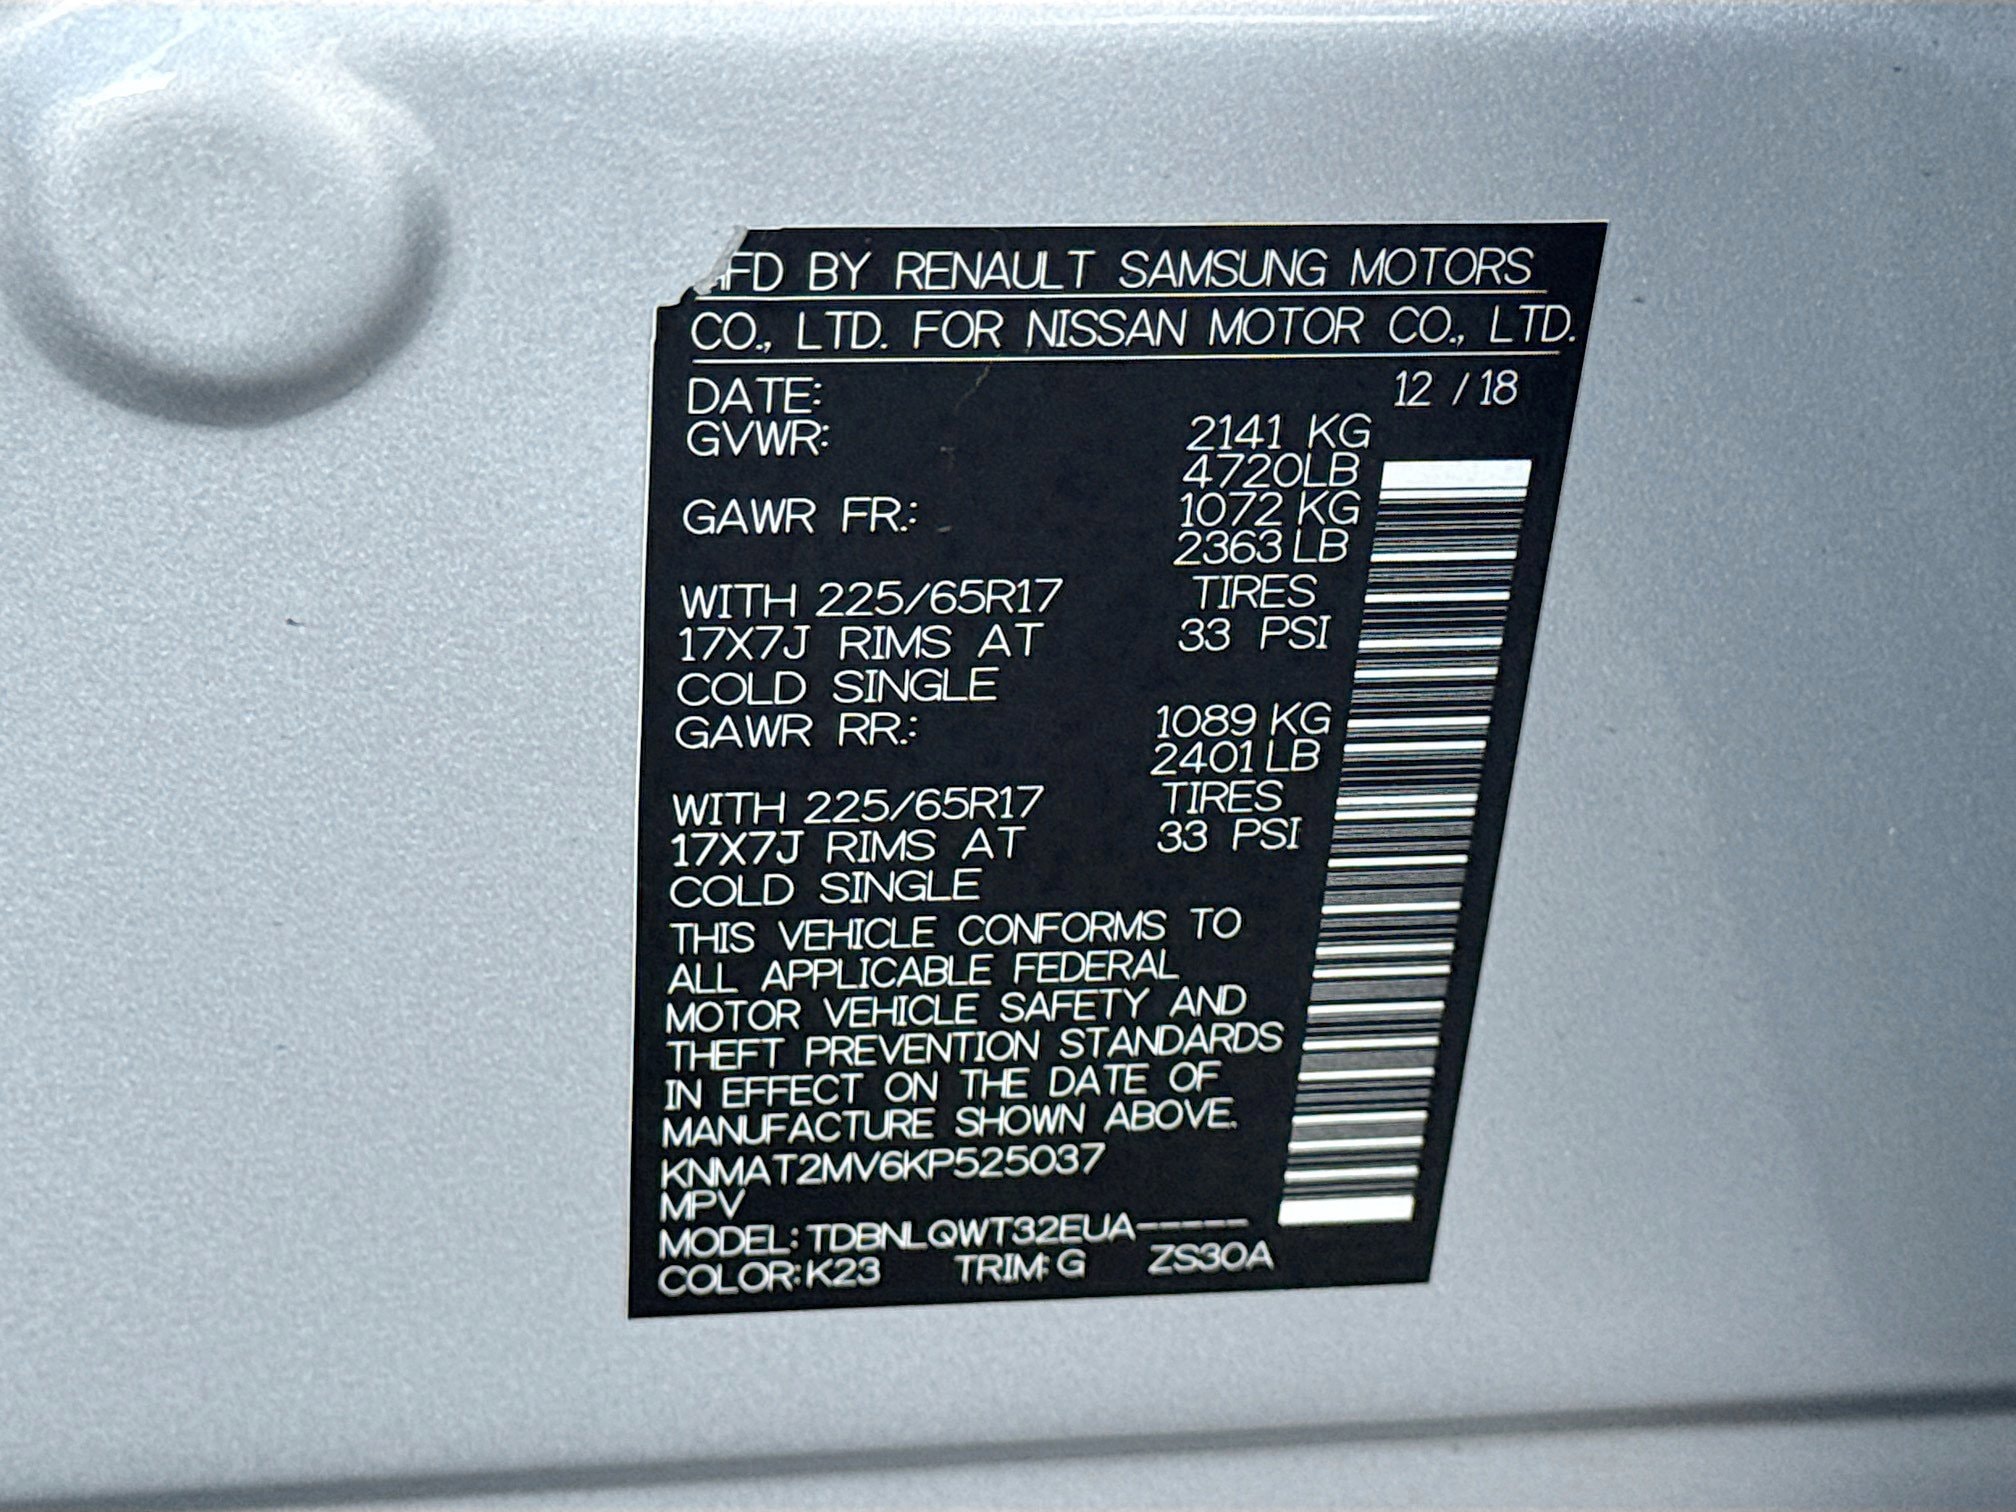 MFD BY RENAULT SAMSUNG MOTORS
CO., LTD. FOR NISSAN MOTOR CO., LTD.
DATE: 12 / 18
GVWR: 2141 KG
4720LB
GAWR FR.: 1072 KG
2363 LB
WITH 225/65R17 TIRES
17X7J RIMS AT 33 PSI
COLD SINGLE
GAWR RR.: 1089 KG
2401 LB
WITH 225/65R17 TIRES
17X7J RIMS AT 33 PSI
COLD SINGLE
THIS VEHICLE CONFORMS TO
ALL APPLICABLE FEDERAL
MOTOR VEHICLE SAFETY AND
THEFT PREVENTION STANDARDS
IN EFFECT ON THE DATE OF
MANUFACTURE SHOWN ABOVE.
KNMAT2MV6KP525037
MPV
MODEL: TDBNLQWT32EUA-----
COLOR: K23 TRIM: G ZS30A